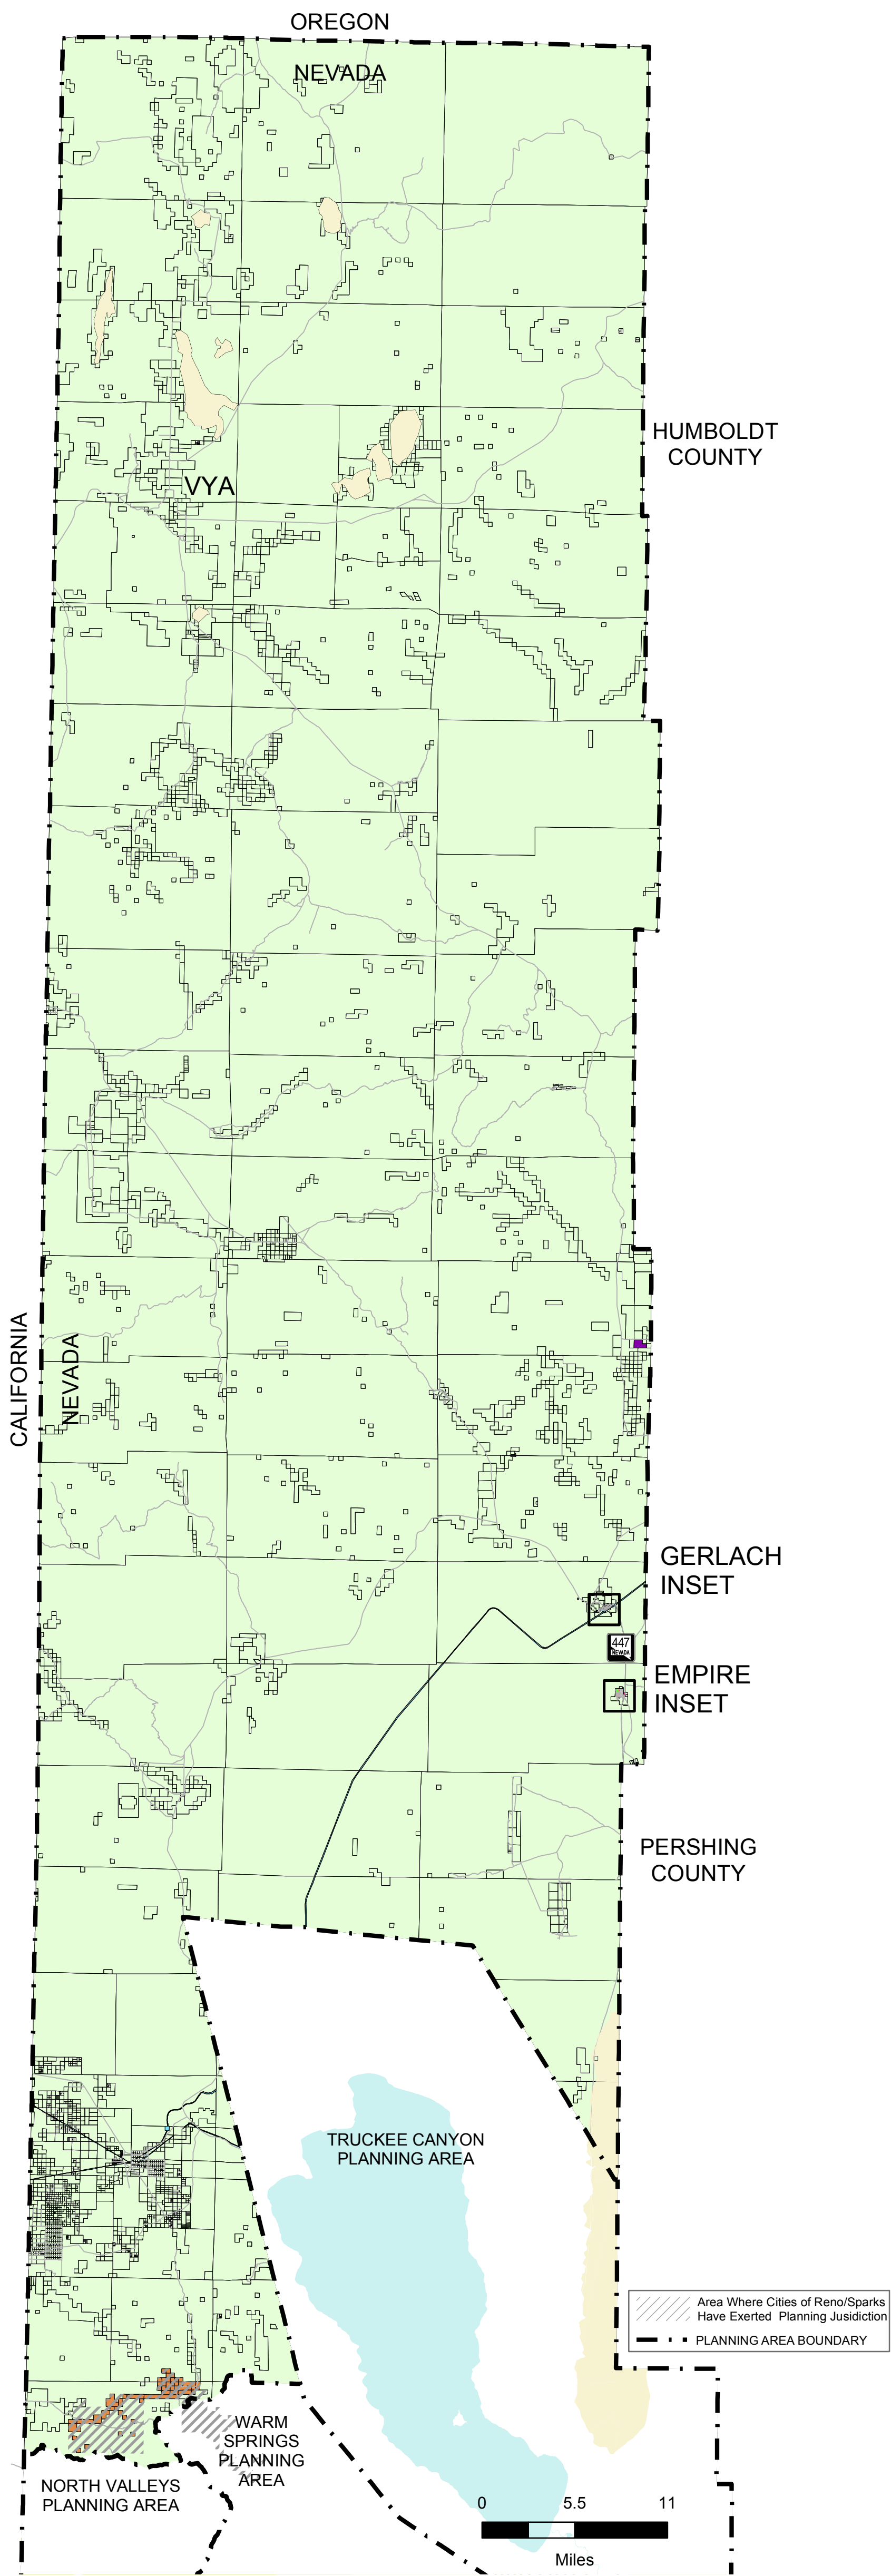 OREGON
NEVADA
HUMBOLDT
COUNTY
VYA
CALIFORNIA
NEVADA
GERLACH
INSET
447
NEVADA
EMPIRE
INSET
PERSHING
COUNTY
TRUCKEE CANYON
PLANNING AREA
Area Where Cities of Reno/Sparks
Have Exerted Planning Jusidiction
PLANNING AREA BOUNDARY
WARM
SPRINGS
PLANNING
AREA
NORTH VALLEYS
PLANNING AREA
0 5.5 11
Miles